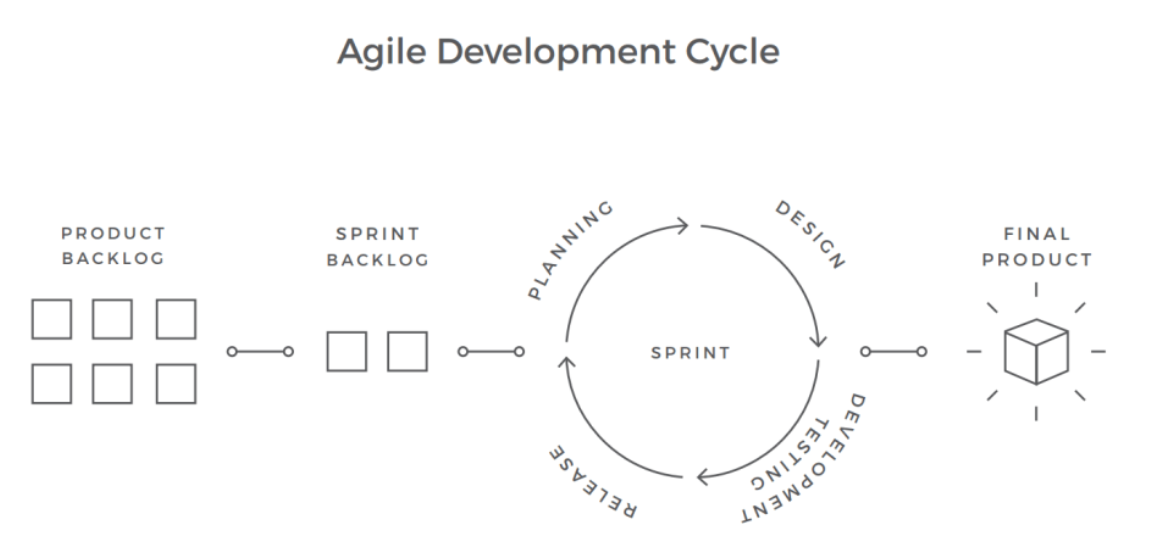 Agile Development Cycle
PRODUCT
BACKLOG
SPRINT
BACKLOG
PLANNING
DESIGN
SPRINT
DEVELOPMENT
TESTING
RELEASE
FINAL
PRODUCT